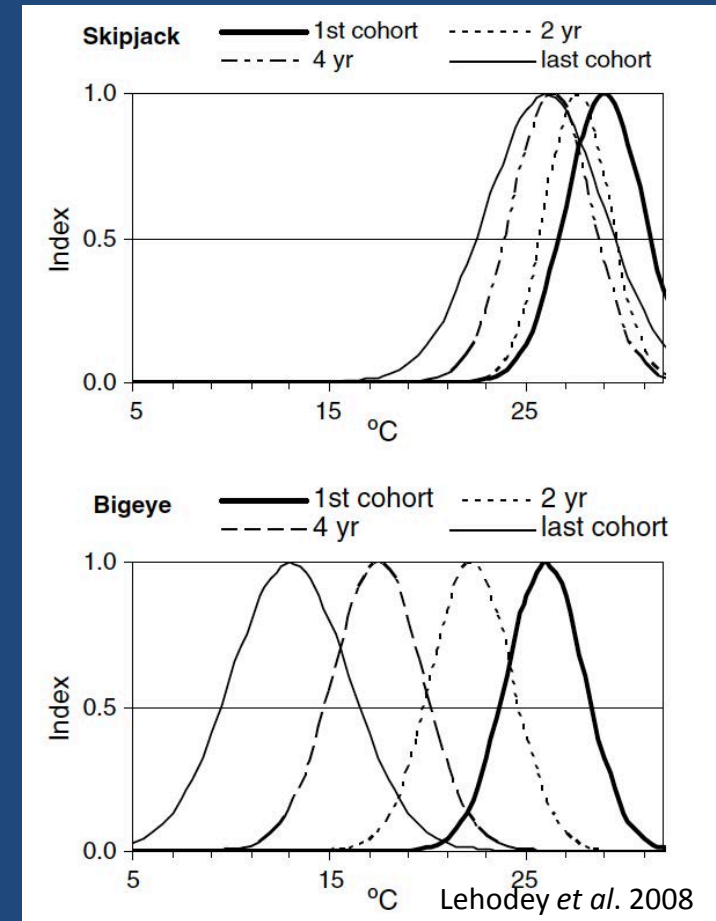 Skipjack 1st cohort 2 yr
4 yr last cohort
1.0
Index
0.5
0.0
5 15 25
ºC
Bigeye 1st cohort 2 yr
4 yr last cohort
1.0
Index
0.5
0.0
5 25
ºC Lehodey et al. 2008